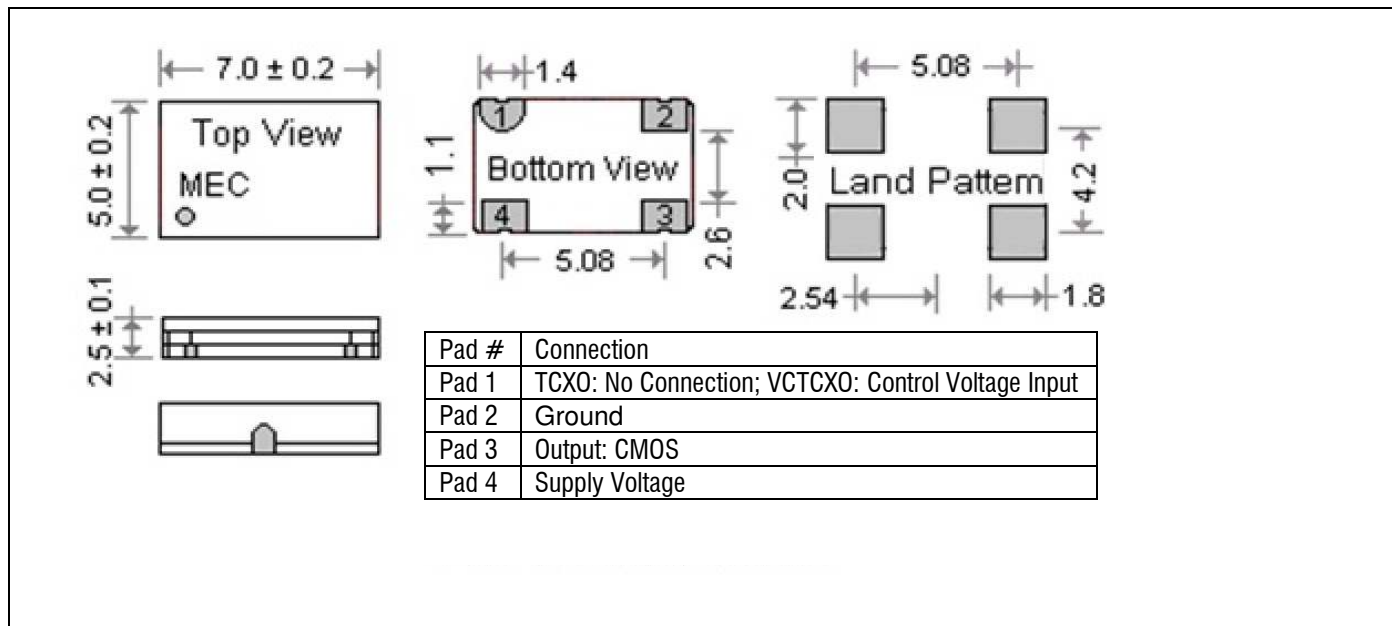 7.0 ± 0.2
5.0 ± 0.2
Top View
MEC
1.4
1
2
1.1
Bottom View
4
3
5.08
2.6
5.08
2.0
Land Pattem
4.2
2.54
1.8
2.5 ± 0.1
Pad # Connection
Pad 1 TCXO: No Connection; VCTCXO: Control Voltage Input
Pad 2 Ground
Pad 3 Output: CMOS
Pad 4 Supply Voltage